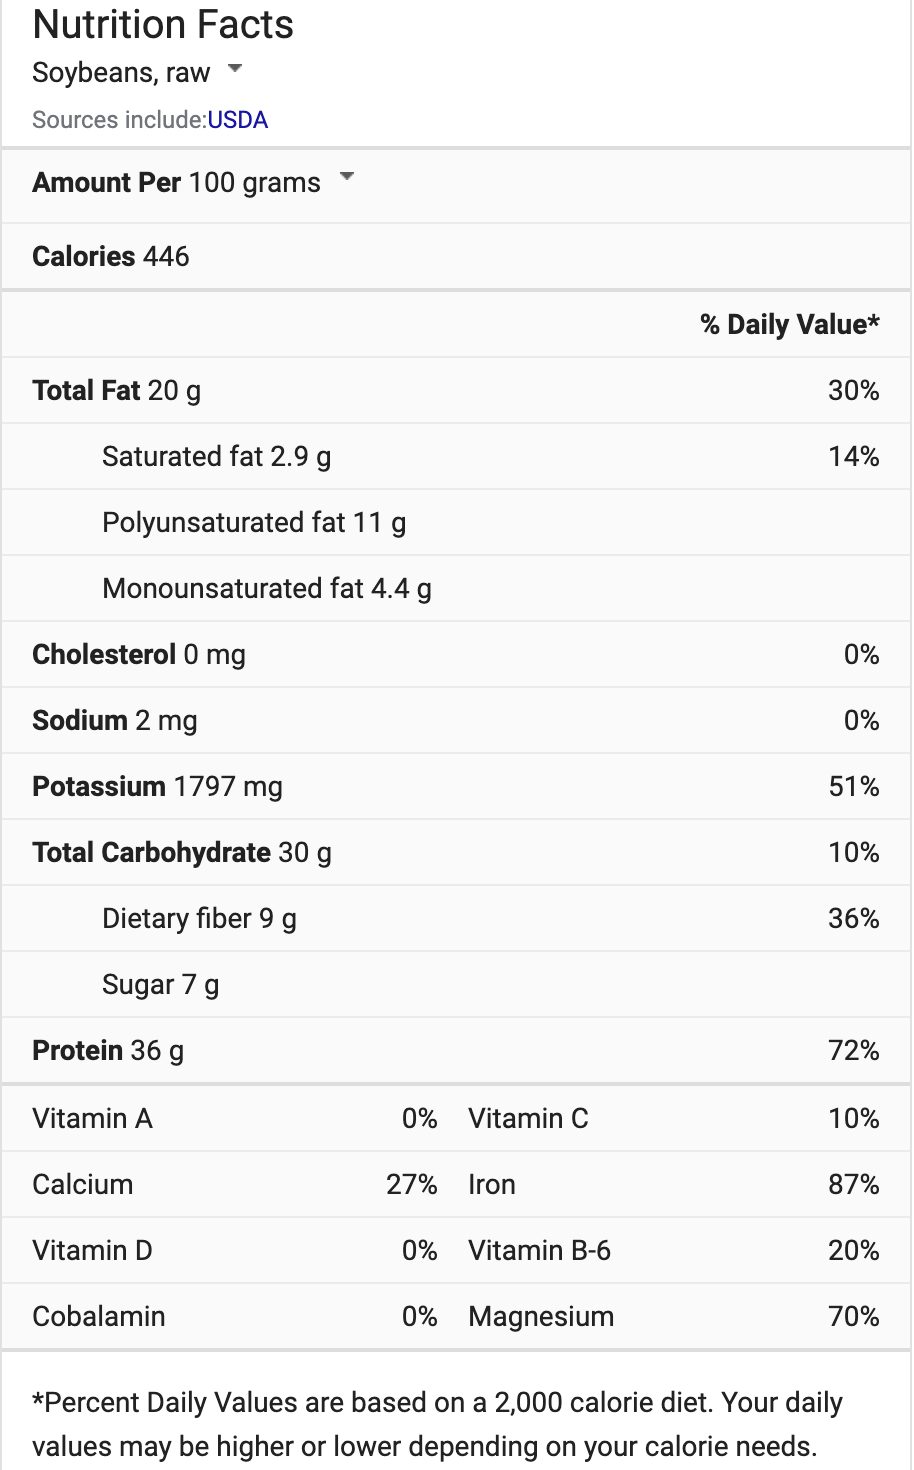 Nutrition Facts
Soybeans, raw
Sources include:USDA
Amount Per 100 grams
Calories 446
% Daily Value*
Total Fat 20 g 30%
Saturated fat 2.9 g 14%
Polyunsaturated fat 11 g
Monounsaturated fat 4.4 g
Cholesterol 0 mg 0%
Sodium 2 mg 0%
Potassium 1797 mg 51%
Total Carbohydrate 30 g 10%
Dietary fiber 9 g 36%
Sugar 7 g
Protein 36 g 72%
Vitamin A 0% Vitamin C 10%
Calcium 27% Iron 87%
Vitamin D 0% Vitamin B-6 20%
Cobalamin 0% Magnesium 70%
*Percent Daily Values are based on a 2,000 calorie diet. Your daily
values may be higher or lower depending on your calorie needs.